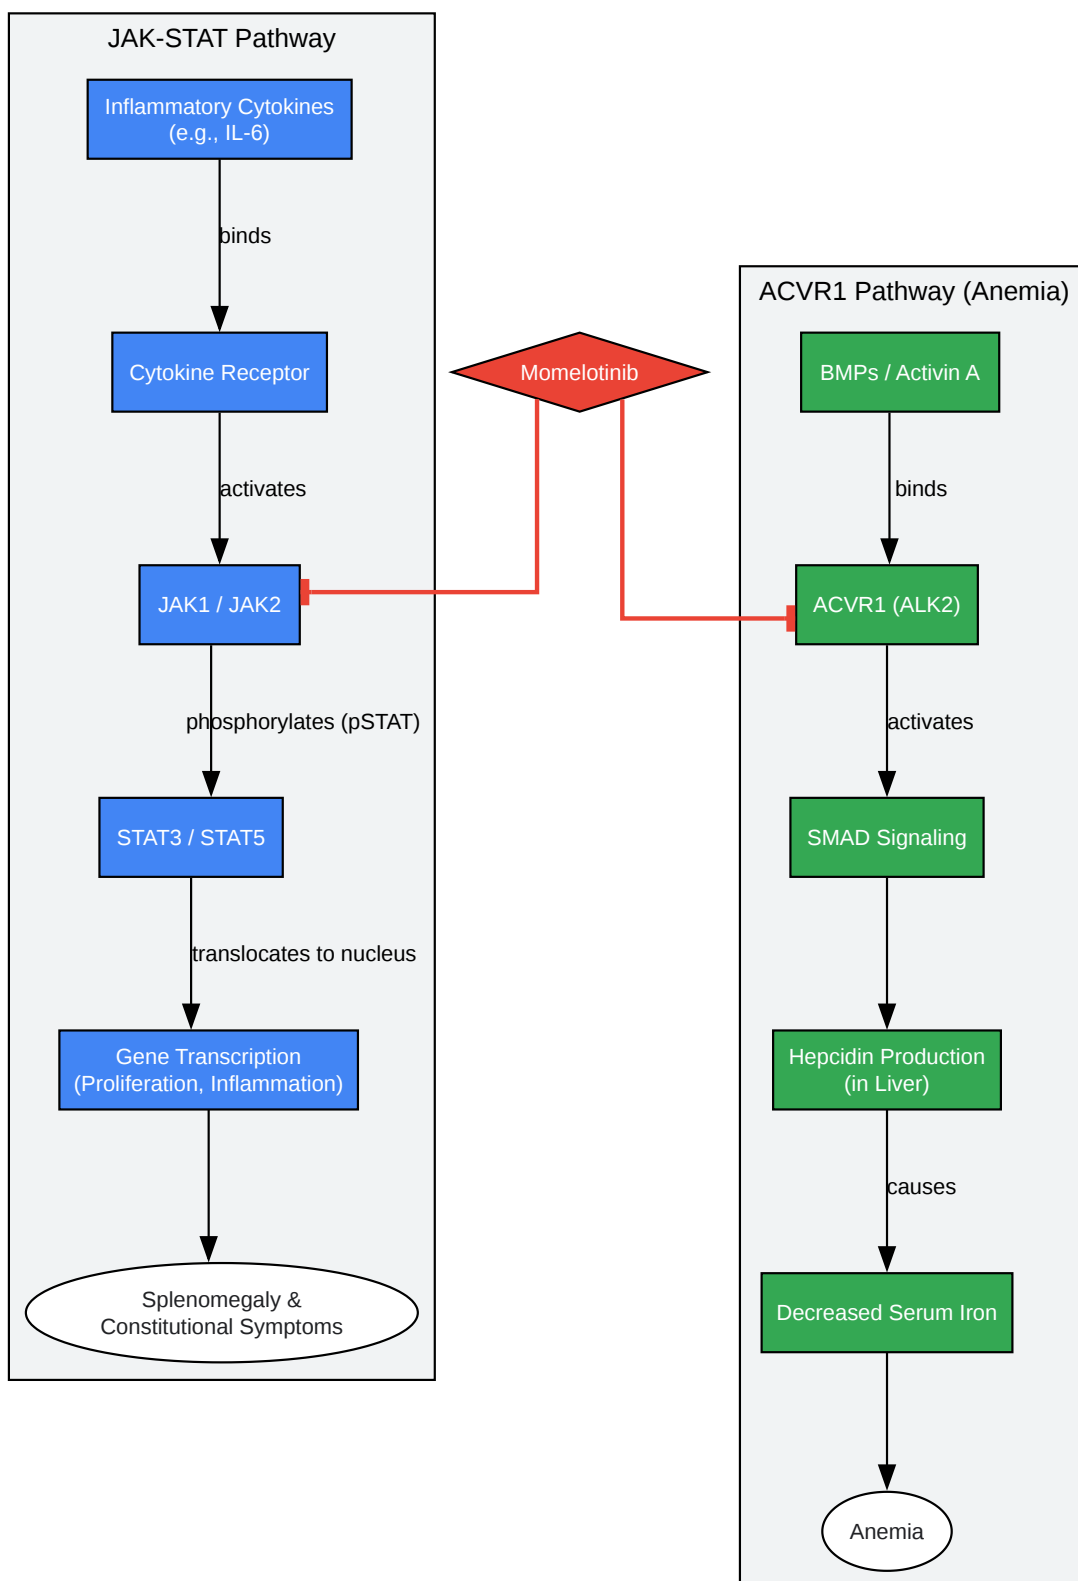 JAK-STAT Pathway
Inflammatory Cytokines
(e.g., IL-6)
binds
Cytokine Receptor
activates
JAK1 / JAK2
phosphorylates (pSTAT)
STAT3 / STAT5
translocates to nucleus
Gene Transcription
(Proliferation, Inflammation)
Splenomegaly &
Constitutional Symptoms
Momelotinib
ACVR1 Pathway (Anemia)
BMPs / Activin A
binds
ACVR1 (ALK2)
activates
SMAD Signaling
Hepcidin Production
(in Liver)
causes
Decreased Serum Iron
Anemia